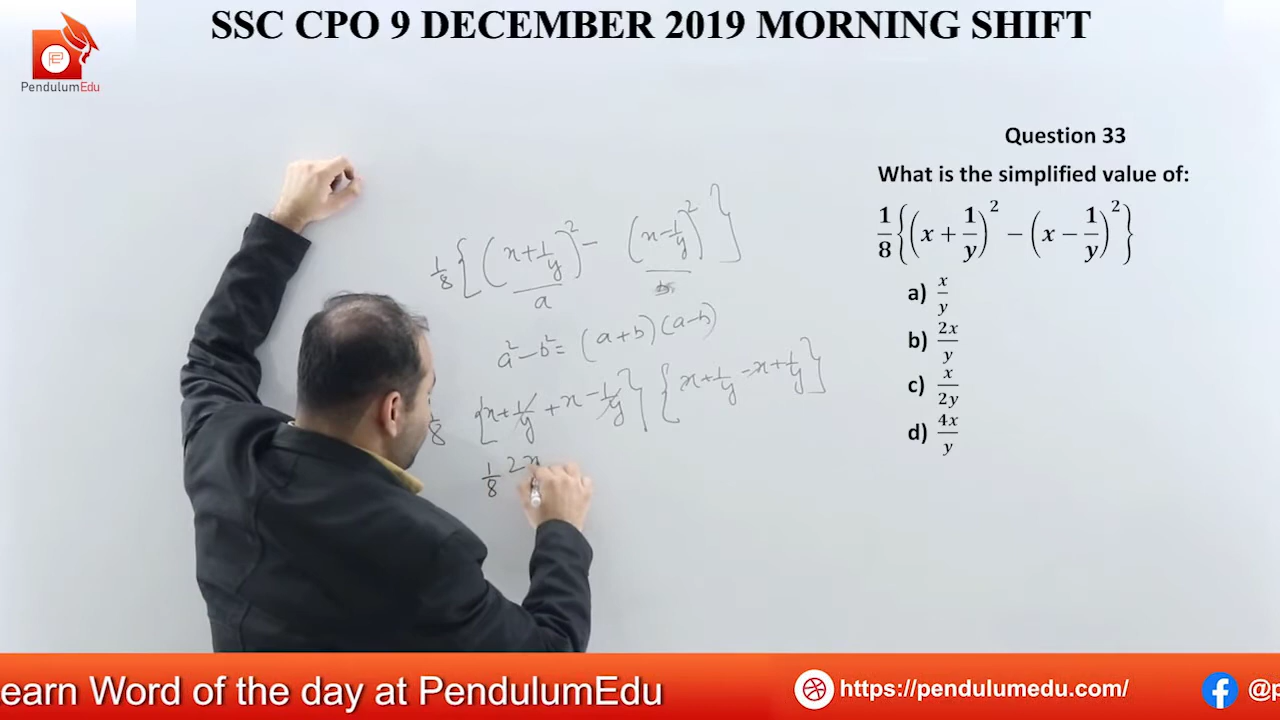 SSC CPO 9 DECEMBER 2019 MORNING SHIFT
PendulumEdu
Question 33
What is the simplified value of:
1/8{(x + 1/y)² − (x − 1/y)²}
a) x/y
b) 2x/y
c) x/2y
d) 4x/y
1/8 {(x+1/y)² − (x−1/y)²}
a
a²−b² = (a+b)(a−b)
1/8 {x+1/y + x−1/y} {x+1/y −x+1/y}
1/8 2x
earn Word of the day at PendulumEdu
https://pendulumedu.com/
@p